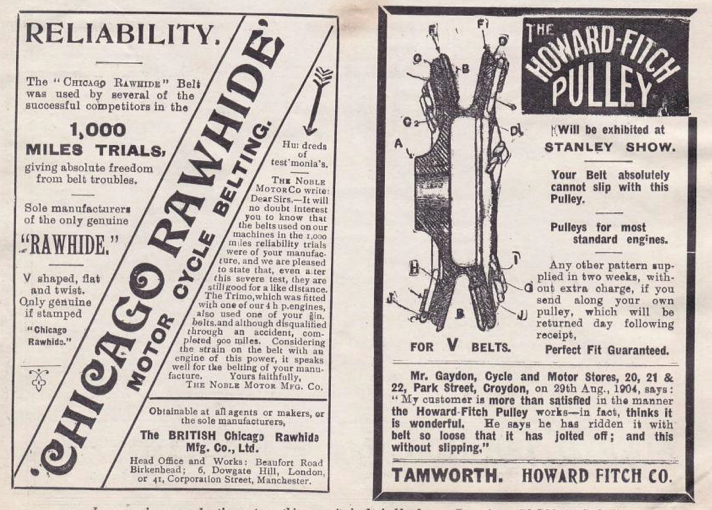 RELIABILITY.
The "CHICAGO RAWHIDE" Belt
was used by several of the
successful competitors in the
1,000
MILES TRIALS,
giving absolute freedom
from belt troubles.
Sole manufacturers
of the only genuine
"RAWHIDE."
V shaped, flat
and twist.
Only genuine
if stamped
"Chicago
Rawhide."
'CHICAGO RAWHIDE'
MOTOR CYCLE BELTING.
Hu: dreds
of
test'monia's.
THE NOBLE
MOTOR Co write:
Dear Sirs.—It will
no doubt interest
you to know that
the belts used on our
machines in the 1,000
miles reliability trials
were of your manufac-
ture, and we are pleased
to state that, even a.ter
this severe test, they are
still good for a like distance.
The Trimo, which was fitted
with one of our 4 h p. engines,
also used one of your
belts, and although disqualified
through an accident, com-
pleted 900 miles. Considering
the strain on the belt with an
engine of this power, it speaks
well for the belting of your manu-
facture. Yours faithfully,
THE NOBLE MOTOR MFG. CO.
Obtainable at all agents or makers, or
the sole manufacturers,
The BRITISH Chicago Rawhide
Mfg. Co., Ltd.
Head Office and Works: Beaufort Road
Birkenhead; 6, Dowgate Hill, London,
or 41, Corporation Street, Manchester.
THE
HOWARD-FITCH
PULLEY
Will be exhibited at
STANLEY SHOW.
Your Belt absolutely
cannot slip with this
Pulley.
Pulleys for most
standard engines.
Any other pattern sup-
plied in two weeks, with-
out extra charge, if you
send along your own
pulley, which will be
returned day following
receipt,
Perfect Fit Guaranteed.
A
B
H
J
B
I
G
J
FOR V BELTS.
Mr. Gaydon, Cycle and Motor Stores, 20, 21 &
22, Park Street, Croydon, on 29th Aug., 1904, says:
"My customer is more than satisfied in the manner
the Howard-Fitch Pulley works—in fact, thinks it
is wonderful. He says he has ridden it with
belt so loose that it has jolted off; and this
without slipping."
TAMWORTH. HOWARD FITCH CO.